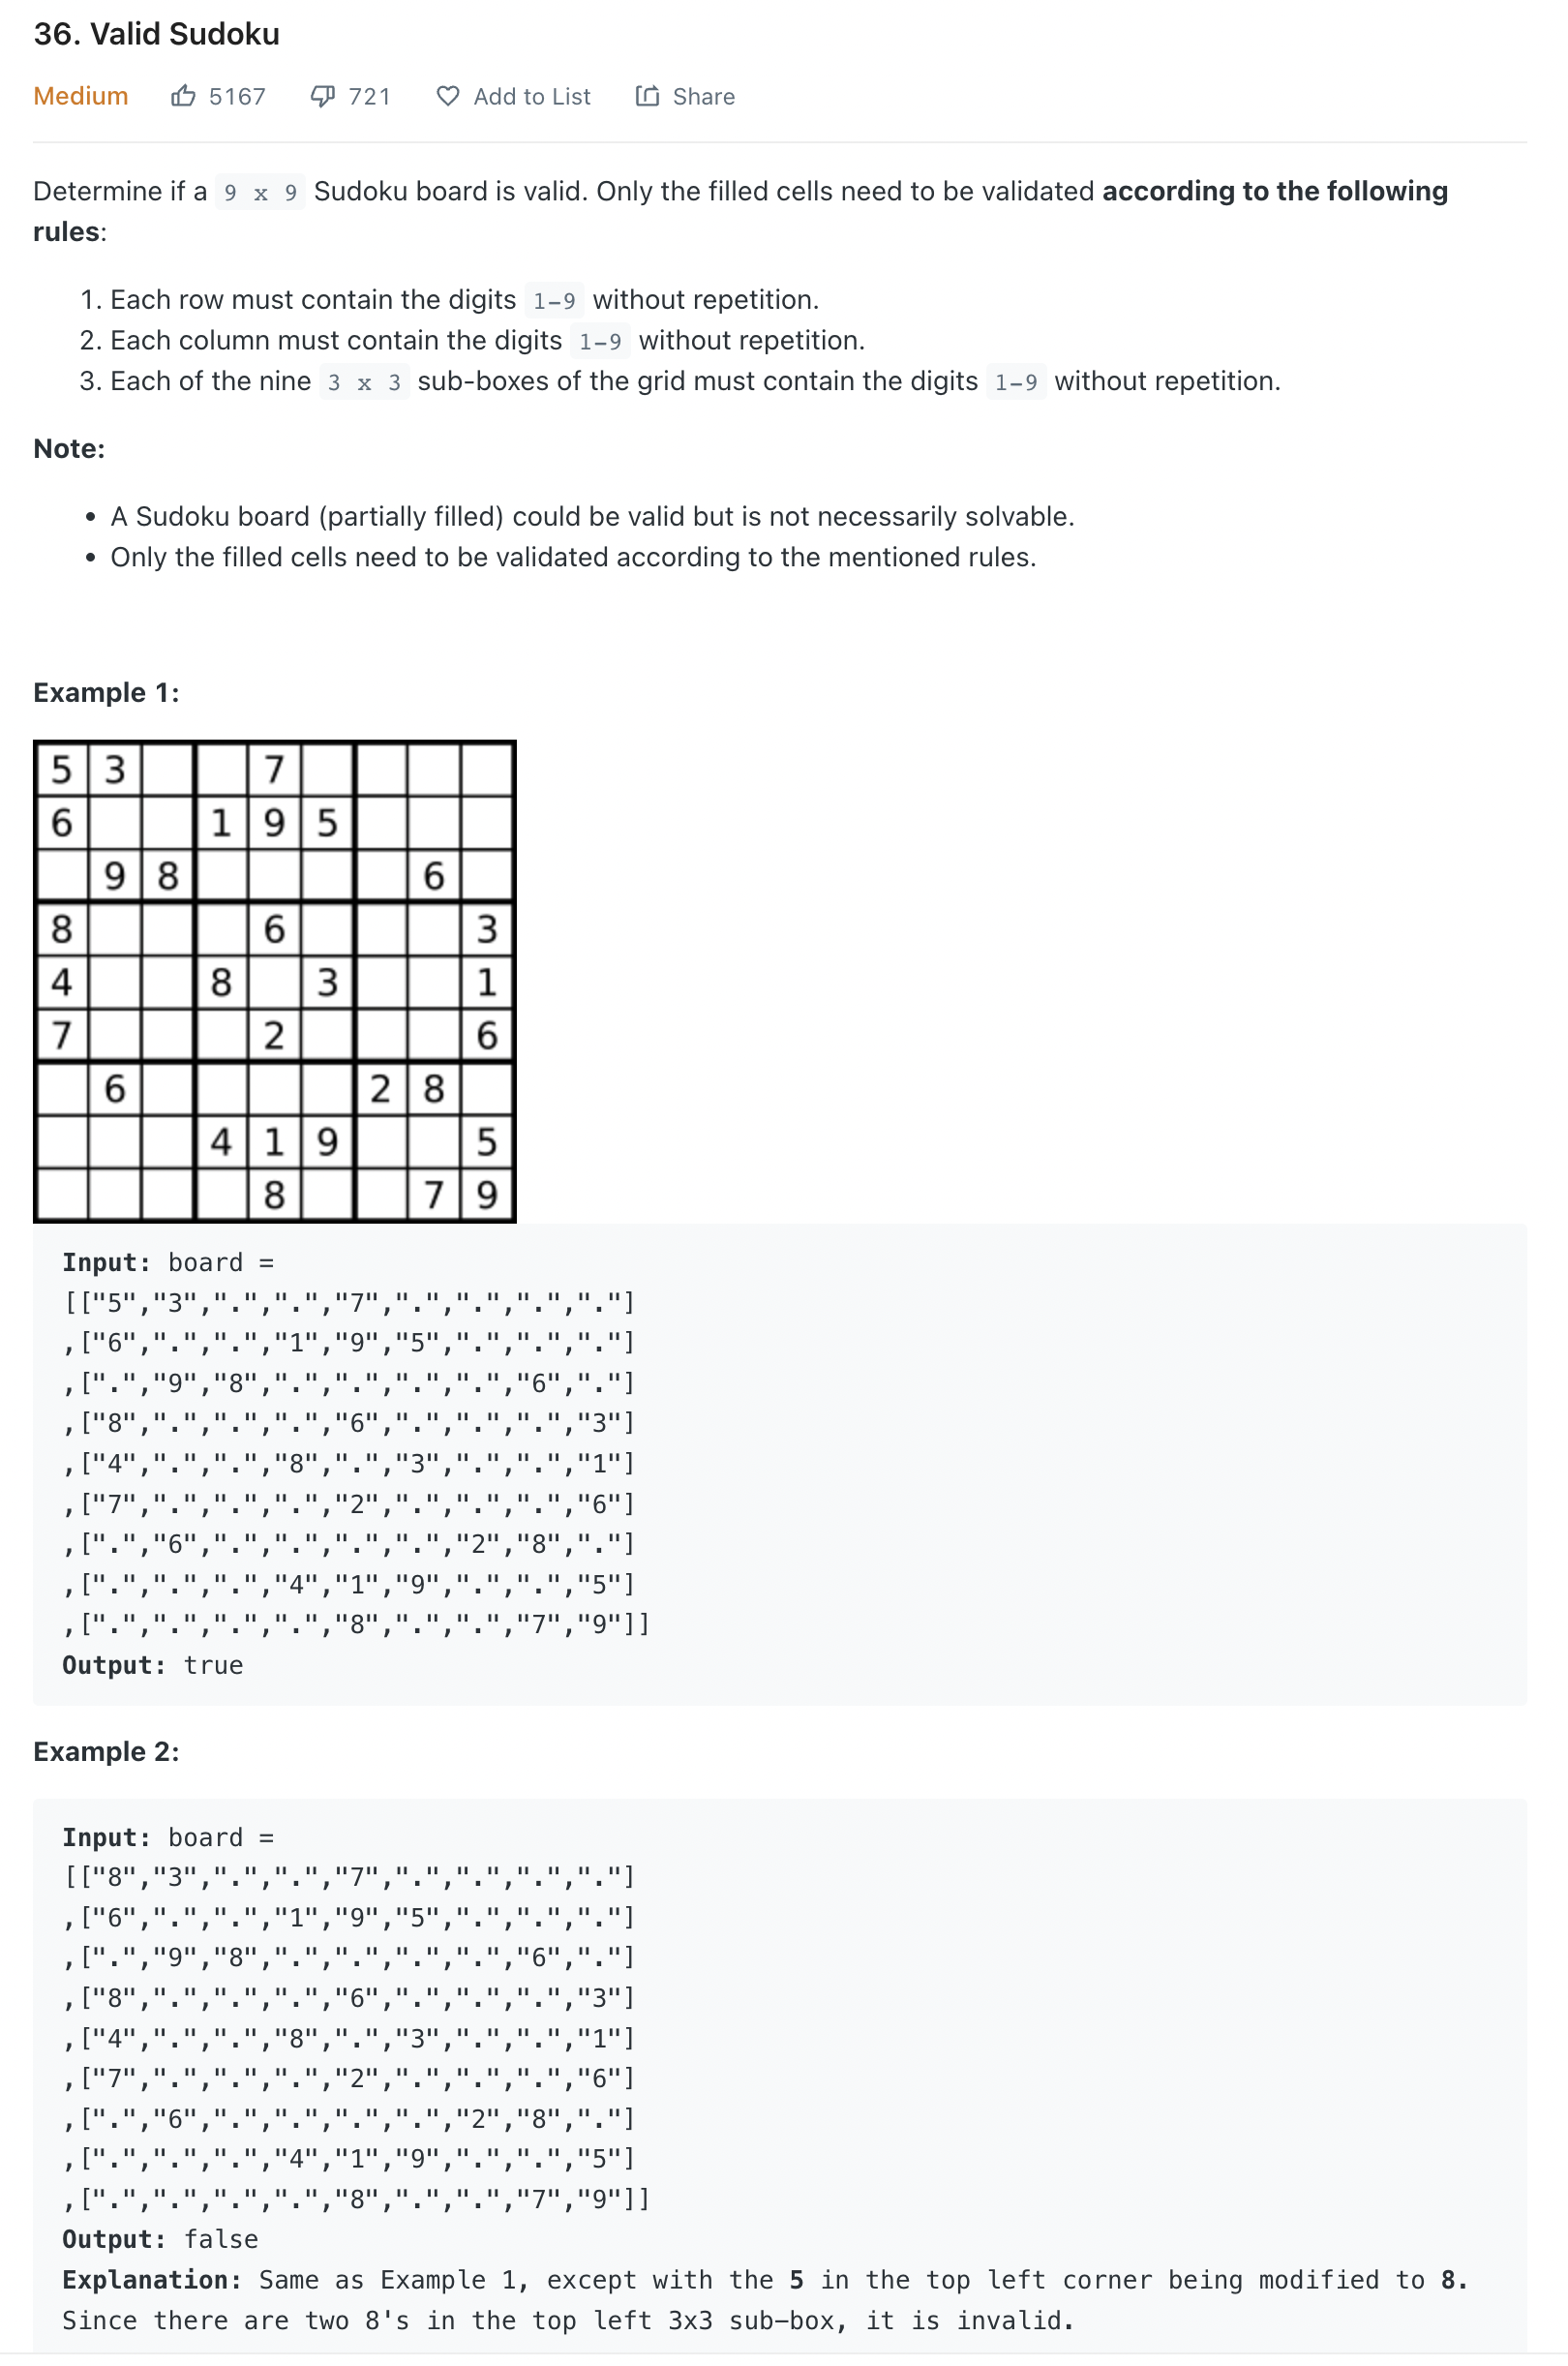 36. Valid Sudoku
Medium 5167 721 Add to List Share
Determine if a 9 x 9 Sudoku board is valid. Only the filled cells need to be validated according to the following
rules:
1. Each row must contain the digits 1-9 without repetition.
2. Each column must contain the digits 1-9 without repetition.
3. Each of the nine 3 x 3 sub-boxes of the grid must contain the digits 1-9 without repetition.
Note:
• A Sudoku board (partially filled) could be valid but is not necessarily solvable.
• Only the filled cells need to be validated according to the mentioned rules.
Example 1:
5 3 7
6 1 9 5
9 8 6
8 6 3
4 8 3 1
7 2 6
6 2 8
4 1 9 5
8 7 9
Input: board =
[["5","3",".",".","7",".",".",".","."]
,["6",".",".","1","9","5",".",".","."]
,[".","9","8",".",".",".",".","6","."]
,["8",".",".",".","6",".",".",".","3"]
,["4",".",".","8",".","3",".",".","1"]
,["7",".",".",".","2",".",".",".","6"]
,[".","6",".",".",".",".","2","8","."]
,[".",".",".","4","1","9",".",".","5"]
,[".",".",".",".","8",".",".","7","9"]]
Output: true
Example 2:
Input: board =
[["8","3",".",".","7",".",".",".","."]
,["6",".",".","1","9","5",".",".","."]
,[".","9","8",".",".",".",".","6","."]
,["8",".",".",".","6",".",".",".","3"]
,["4",".",".","8",".","3",".",".","1"]
,["7",".",".",".","2",".",".",".","6"]
,[".","6",".",".",".",".","2","8","."]
,[".",".",".","4","1","9",".",".","5"]
,[".",".",".",".","8",".",".","7","9"]]
Output: false
Explanation: Same as Example 1, except with the 5 in the top left corner being modified to 8.
Since there are two 8's in the top left 3x3 sub-box, it is invalid.